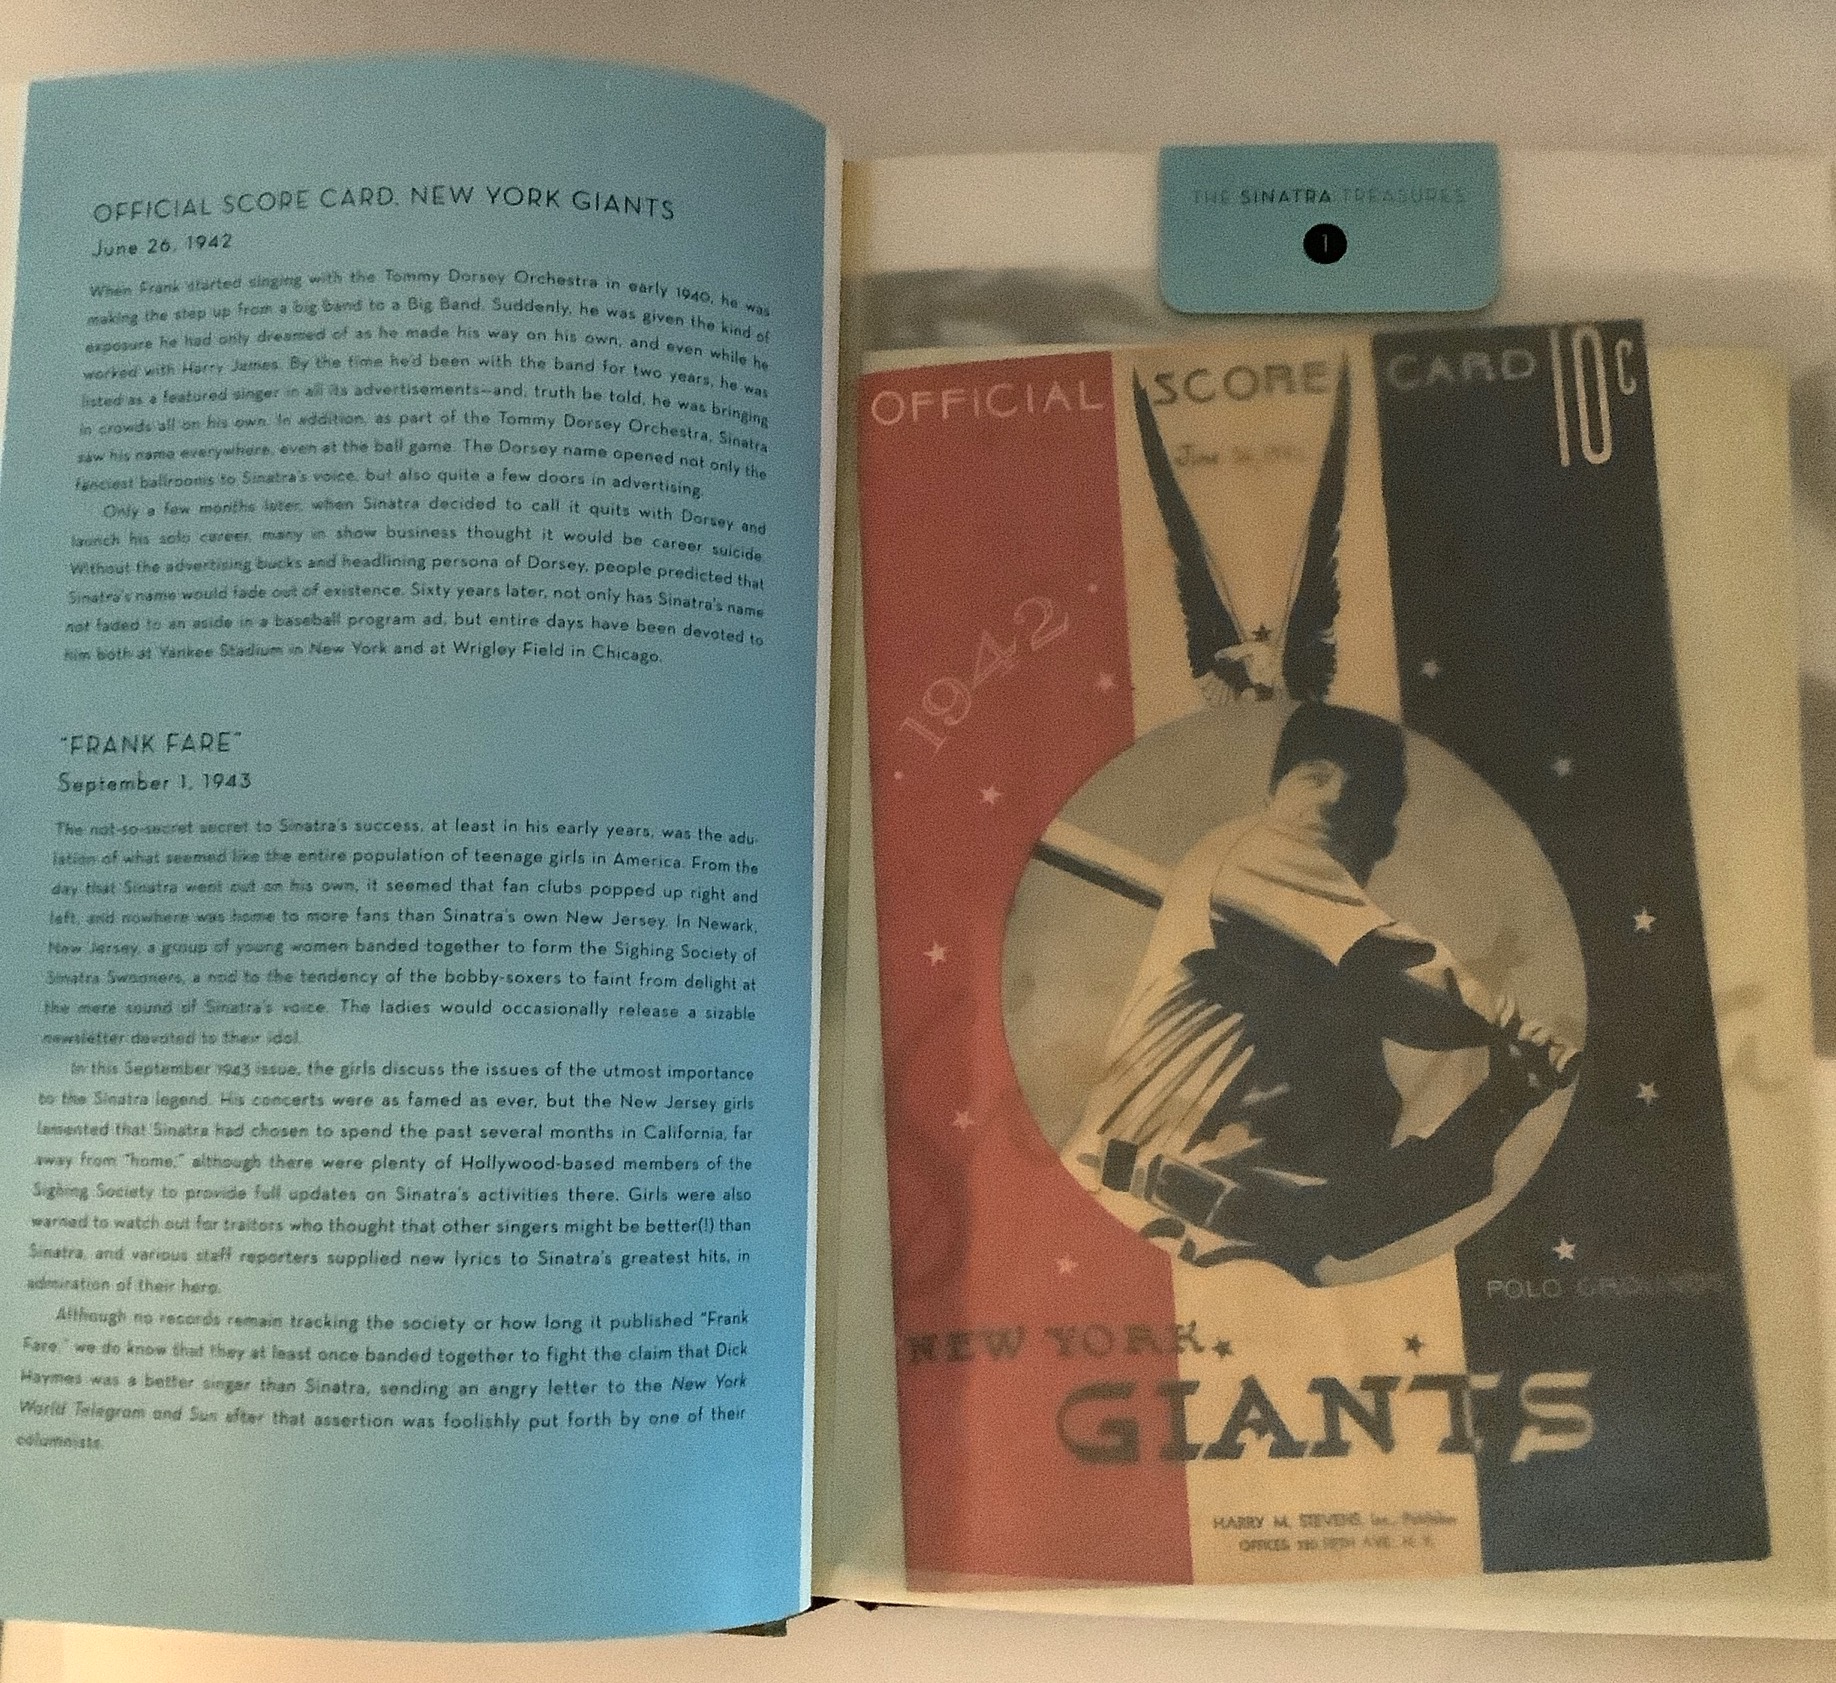 OFFICIAL SCORE CARD, NEW YORK GIANTS
June 26, 1942
When Frank started singing with the Tommy Dorsey Orchestra in early 1940, he was
making the step up from a big band to a Big Band. Suddenly, he was given the kind of
exposure he had only dreamed of as he made his way on his own, and even while he
worked with Harry James. By the time he'd been with the band for two years, he was
listed as a featured singer in all its advertisements—and, truth be told, he was bringing
in crowds all on his own. In addition, as part of the Tommy Dorsey Orchestra, Sinatra
saw his name everywhere, even at the ball game. The Dorsey name opened not only the
fanciest ballrooms to Sinatra's voice, but also quite a few doors in advertising.
Only a few months later, when Sinatra decided to call it quits with Dorsey and
launch his solo career, many in show business thought it would be career suicide.
Without the advertising bucks and headlining persona of Dorsey, people predicted that
Sinatra's name would fade out of existence. Sixty years later, not only has Sinatra's name
not faded to an aside in a baseball program ad, but entire days have been devoted to
him both at Yankee Stadium in New York and at Wrigley Field in Chicago.
"FRANK FARE"
September 1, 1943
The not-so-secret secret to Sinatra's success, at least in his early years, was the adu-
lation of what seemed like the entire population of teenage girls in America. From the
day that Sinatra went out on his own, it seemed that fan clubs popped up right and
left, and nowhere was home to more fans than Sinatra's own New Jersey. In Newark,
New Jersey, a group of young women banded together to form the Sighing Society of
Sinatra Swooners, a nod to the tendency of the bobby-soxers to faint from delight at
the mere sound of Sinatra's voice. The ladies would occasionally release a sizable
newsletter devoted to their idol.
In this September 1943 issue, the girls discuss the issues of the utmost importance
to the Sinatra legend. His concerts were as famed as ever, but the New Jersey girls
lamented that Sinatra had chosen to spend the past several months in California, far
away from "home," although there were plenty of Hollywood-based members of the
Sighing Society to provide full updates on Sinatra's activities there. Girls were also
warned to watch out for traitors who thought that other singers might be better(!) than
Sinatra, and various staff reporters supplied new lyrics to Sinatra's greatest hits, in
admiration of their hero.
Although no records remain tracking the society or how long it published "Frank
Fare," we do know that they at least once banded together to fight the claim that Dick
Haymes was a better singer than Sinatra, sending an angry letter to the New York
World Telegram and Sun after that assertion was foolishly put forth by one of their
columnists.
THE SINATRA TREASURES
1
OFFICIAL SCORE CARD 10c
June 26,
1942
POLO GROUNDS
NEW YORK
GIANTS
HARRY M. STEVENS, Inc., Publisher
OFFICES FIFTH AVE. N. Y.